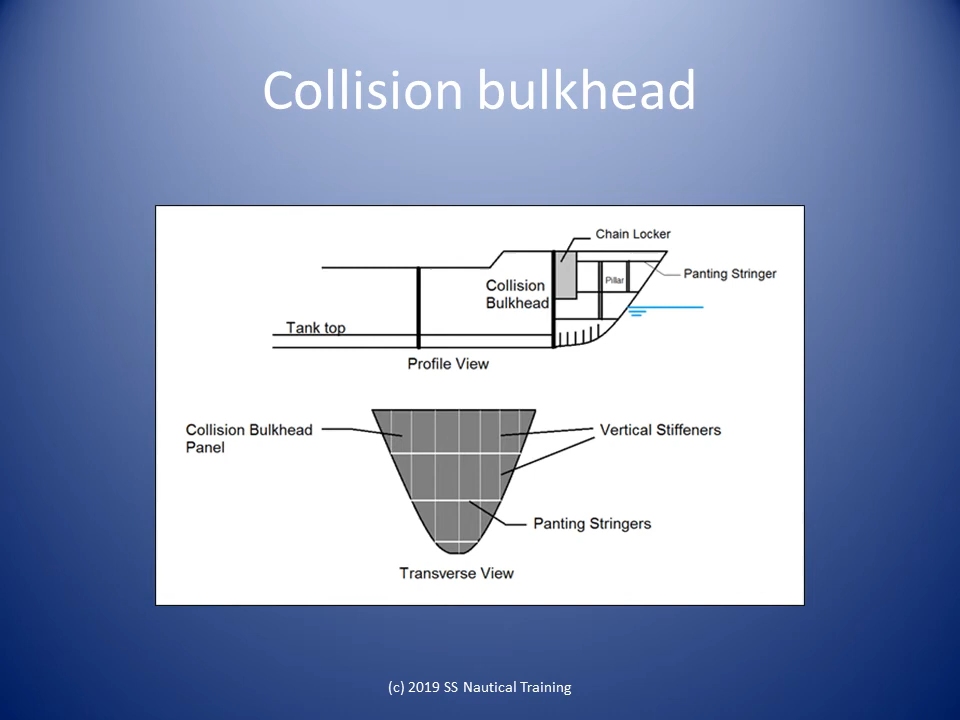 Collision bulkhead
Chain Locker
Panting Stringer
Pillar
Collision
Bulkhead
Tank top
Profile View
Collision Bulkhead
Panel
Vertical Stiffeners
Panting Stringers
Transverse View
(c) 2019 SS Nautical Training